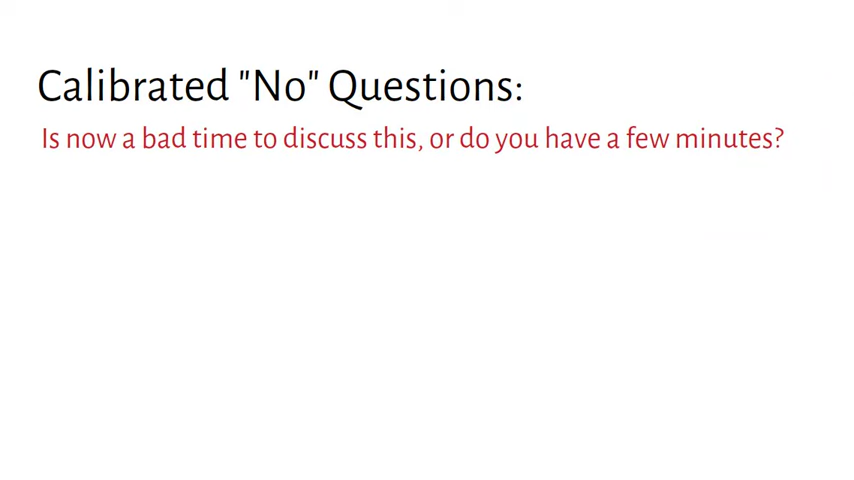 Calibrated "No" Questions:
Is now a bad time to discuss this, or do you have a few minutes?